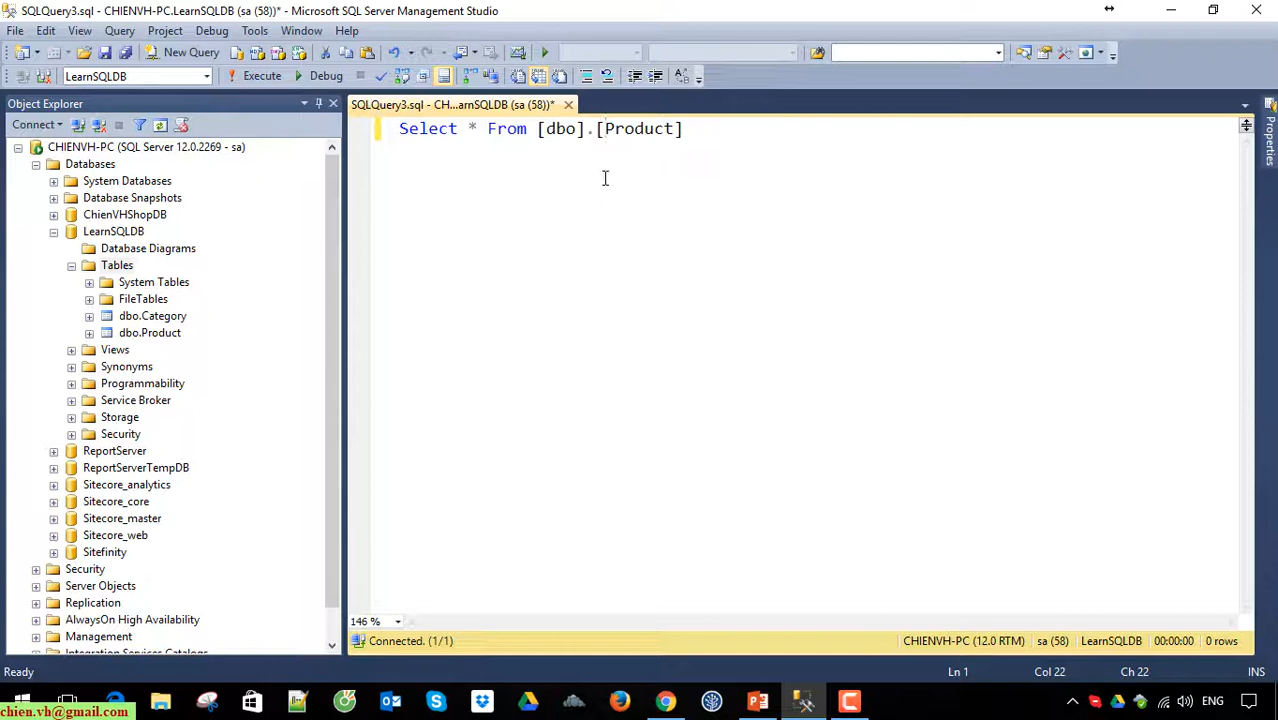 SQLQuery3.sql - CHIENVH-PC.LearnSQLDB (sa (58))* - Microsoft SQL Server Management Studio
File Edit View Query Project Debug Tools Window Help
New Query
LearnSQLDB Execute Debug
Object Explorer
SQLQuery3.sql - CH...arnSQLDB (sa (58))*
Connect
Select * From [dbo].[Product]
CHIENVH-PC (SQL Server 12.0.2269 - sa)
Databases
System Databases
Database Snapshots
ChienVHShopDB
LearnSQLDB
Database Diagrams
Tables
System Tables
FileTables
dbo.Category
dbo.Product
Views
Synonyms
Programmability
Service Broker
Storage
Security
ReportServer
ReportServerTempDB
Sitecore_analytics
Sitecore_core
Sitecore_master
Sitecore_web
Sitefinity
Security
Server Objects
Replication
AlwaysOn High Availability
Management
Integration Services Catalogs
Properties
146 %
Connected. (1/1) CHIENVH-PC (12.0 RTM) sa (58) LearnSQLDB 00:00:00 0 rows
Ready Ln 1 Col 22 Ch 22 INS
ENG
chien.vh@gmail.com